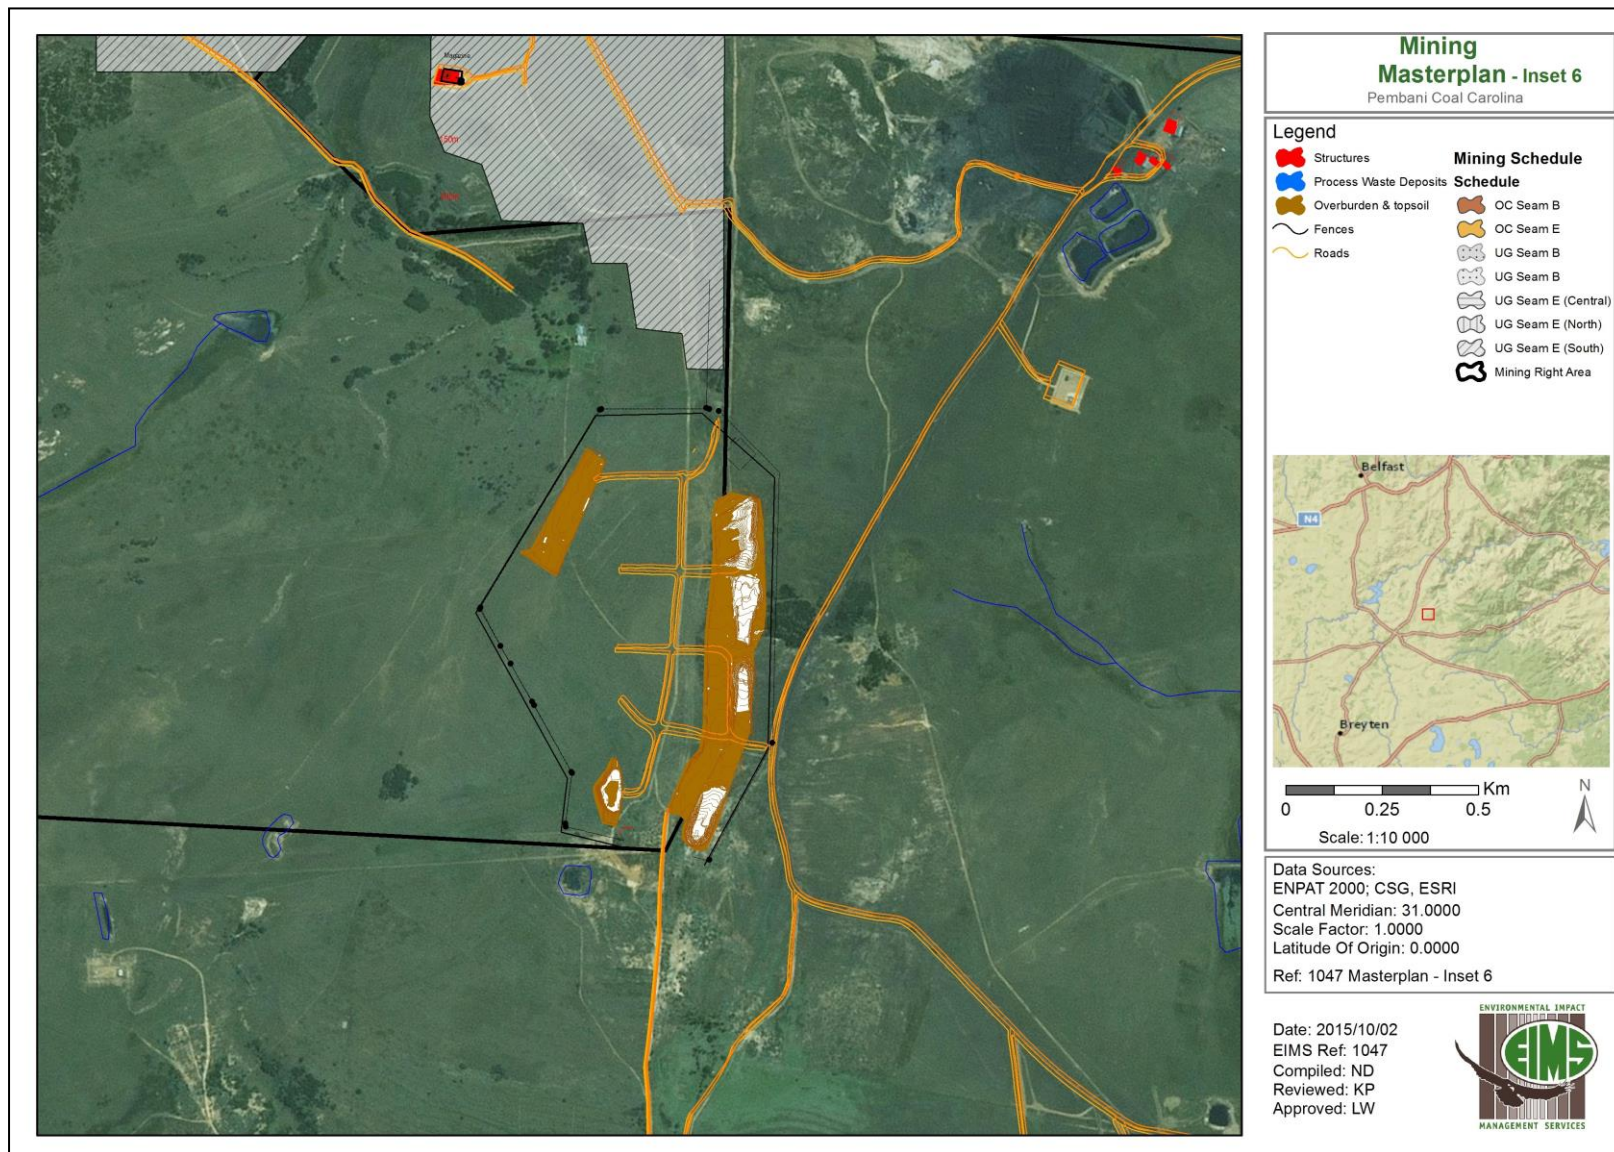 Mining
Masterplan - Inset 6
Pembani Coal Carolina
Legend
Structures
Process Waste Deposits
Overburden & topsoil
Fences
Roads
Mining Schedule
Schedule
OC Seam B
OC Seam E
UG Seam B
UG Seam B
UG Seam E (Central)
UG Seam E (North)
UG Seam E (South)
Mining Right Area
Magazine
Belfast
N4
Breyten
Km
0 0.25 0.5
N
Scale: 1:10 000
Data Sources:
ENPAT 2000; CSG, ESRI
Central Meridian: 31.0000
Scale Factor: 1.0000
Latitude Of Origin: 0.0000
Ref: 1047 Masterplan - Inset 6
Date: 2015/10/02
EIMS Ref: 1047
Compiled: ND
Reviewed: KP
Approved: LW
ENVIRONMENTAL IMPACT
EIMS
MANAGEMENT SERVICES